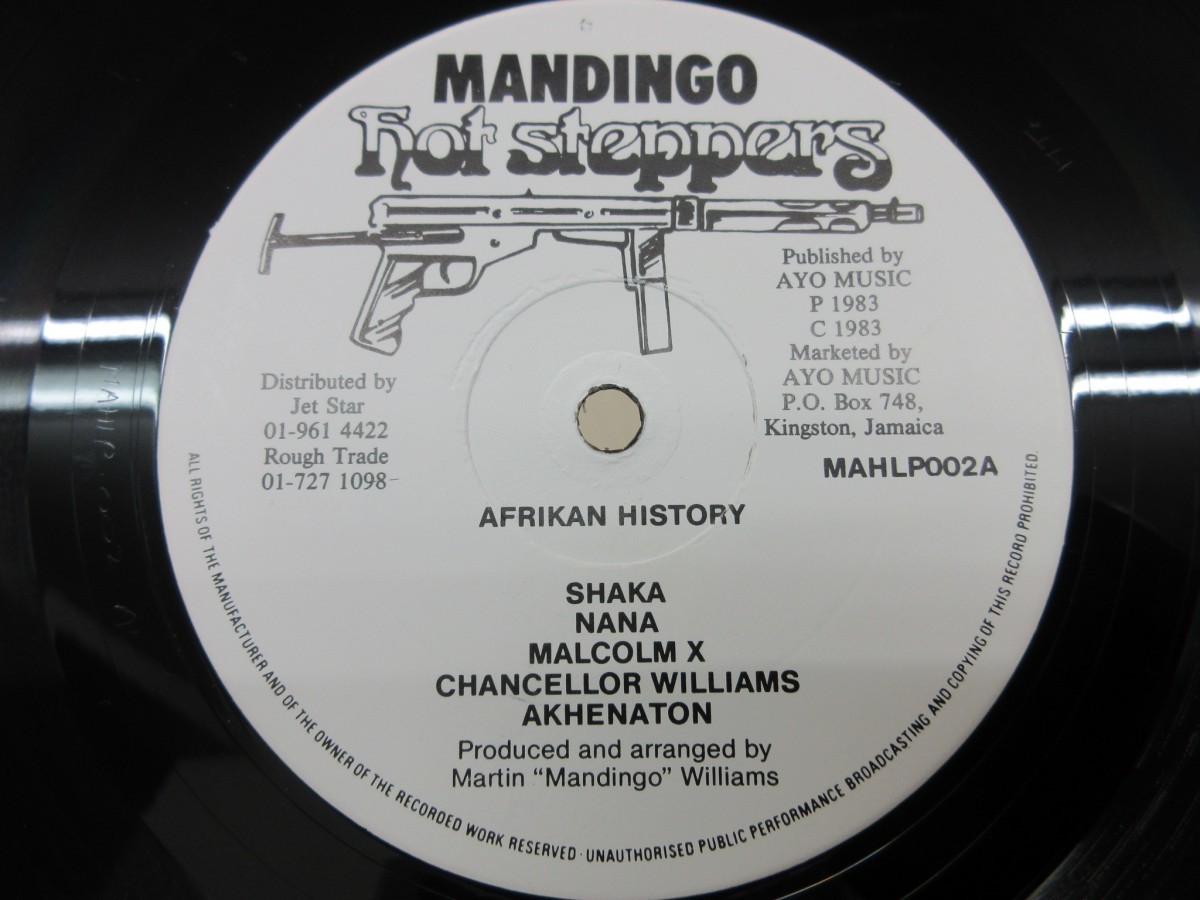 MANDINGO
hot steppers
Published by
AYO MUSIC
P 1983
C 1983
Marketed by
AYO MUSIC
P.O. Box 748,
Kingston, Jamaica
MAHLP002A
Distributed by
Jet Star
01-961 4422
Rough Trade
01-727 1098
AFRIKAN HISTORY
SHAKA
NANA
MALCOLM X
CHANCELLOR WILLIAMS
AKHENATON
Produced and arranged by
Martin "Mandingo" Williams
ALL RIGHTS OF THE MANUFACTURER AND OF THE OWNER OF THE RECORDED WORK RESERVED · UNAUTHORISED PUBLIC PERFORMANCE BROADCASTING AND COPYING OF THIS RECORD PROHIBITED.